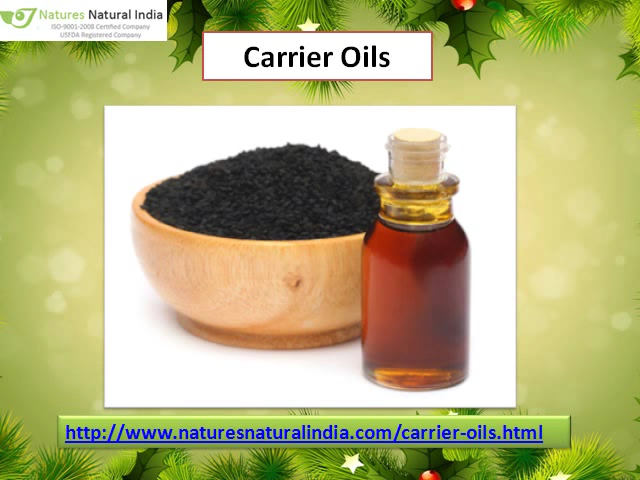 Natures Natural India
ISO-9001-2008 Certified Company
USFDA Registered Company
Carrier Oils
http://www.naturesnaturalindia.com/carrier-oils.html